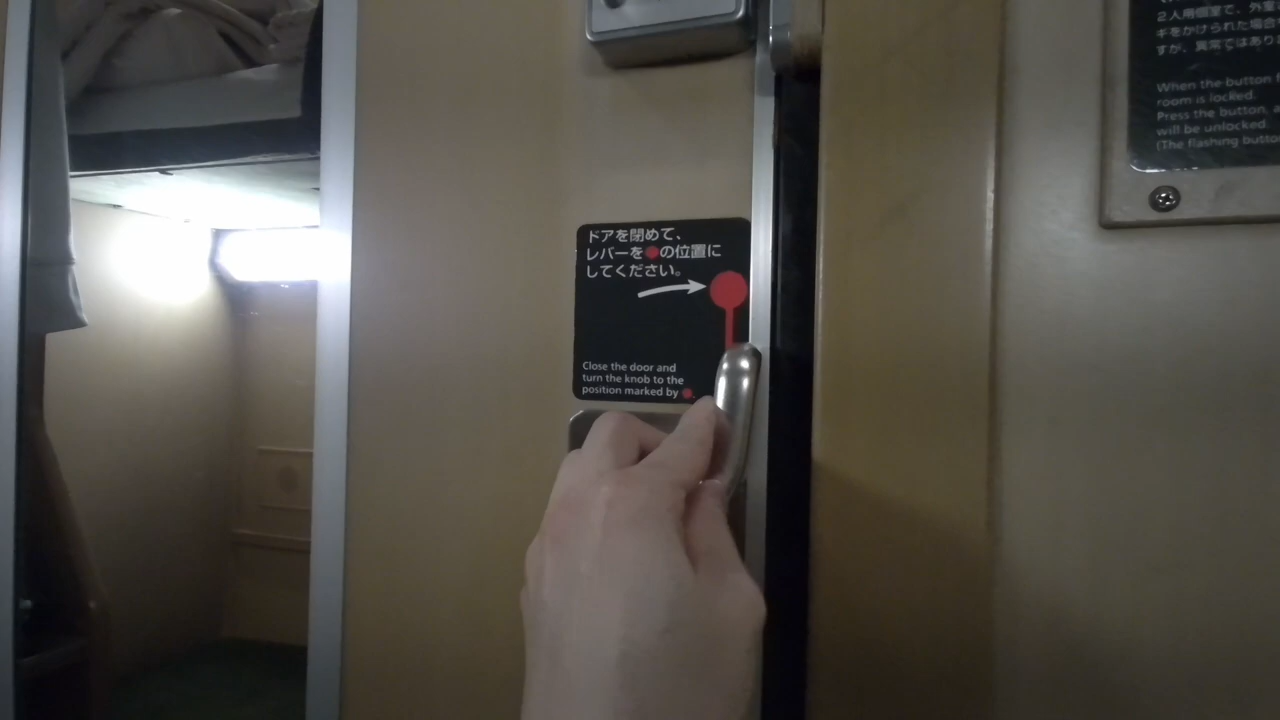 ドアを閉めて、
レバーを●の位置に
してください。
Close the door and
turn the knob to the
position marked by ●.
2人用個室で、外室
ギをかけられた場合
すが、異常ではあり
When the button f
room is locked.
Press the button, a
will be unlocked.
(The flashing butto